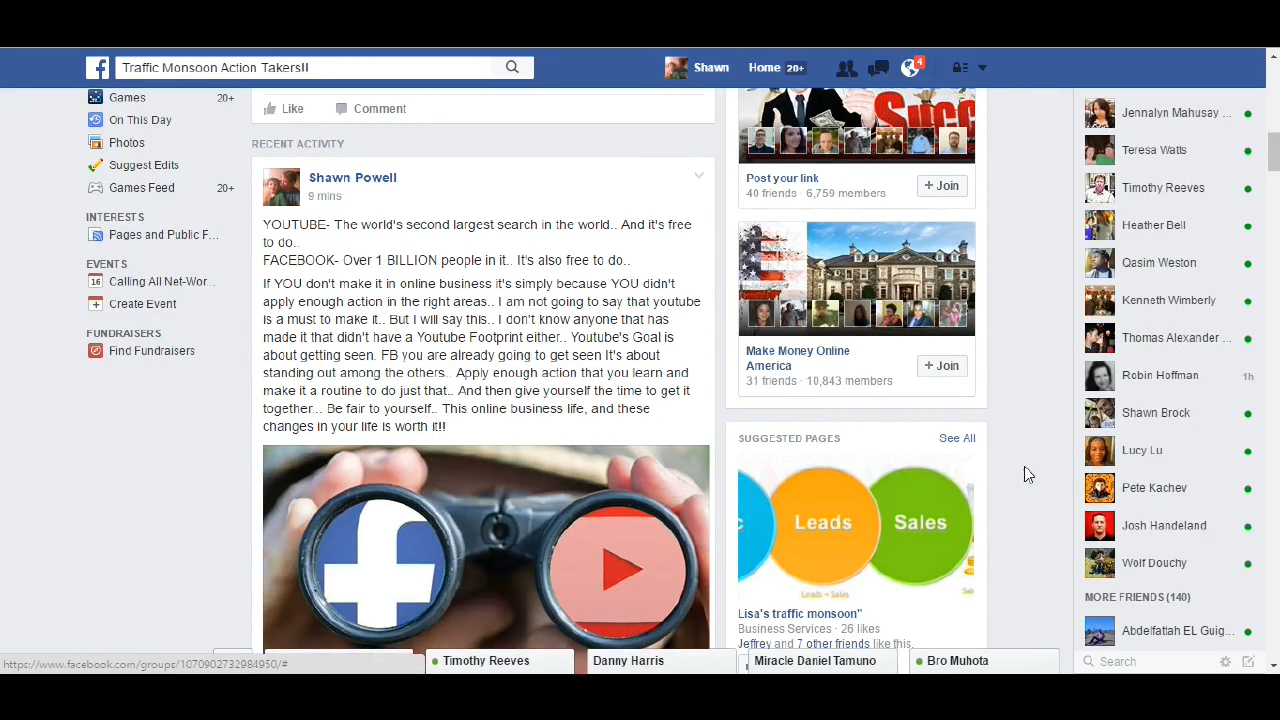 Traffic Monsoon Action Takers!!
Shawn
Home 20+
4
Games 20+
On This Day
Photos
Suggest Edits
Games Feed 20+
INTERESTS
Pages and Public F...
EVENTS
16 Calling All Net-Wor...
Create Event
FUNDRAISERS
Find Fundraisers
Like Comment
RECENT ACTIVITY
Shawn Powell
9 mins
YOUTUBE- The world's second largest search in the world.. And it's free
to do..
FACEBOOK- Over 1 BILLION people in it.. It's also free to do..
If YOU don't make it in online business it's simply because YOU didn't
apply enough action in the right areas.. I am not going to say that youtube
is a must to make it.. But I will say this.. I don't know anyone that has
made it that didn't have a Youtube Footprint either.. Youtube's Goal is
about getting seen. FB you are already going to get seen It's about
standing out among the others.. Apply enough action that you learn and
make it a routine to do just that.. And then give yourself the time to get it
together... Be fair to yourself.. This online business life, and these
changes in your life is worth it!!
Post your link
40 friends · 6,759 members
+ Join
Make Money Online
America
31 friends · 10,843 members
+ Join
SUGGESTED PAGES See All
Leads
Sales
Leads = Sales
Lisa's traffic monsoon"
Business Services · 26 likes
Jeffrey and 7 other friends like this.
Jennalyn Mahusay ...
Teresa Watts
Timothy Reeves
Heather Bell
Qasim Weston
Kenneth Wimberly
Thomas Alexander ...
Robin Hoffman 1h
Shawn Brock
Lucy Lu
Pete Kachev
Josh Handeland
Wolf Douchy
MORE FRIENDS (140)
Abdelfattah EL Guig...
Search
https://www.facebook.com/groups/1070902732984950/#
Timothy Reeves
Danny Harris
Miracle Daniel Tamuno
Bro Muhota